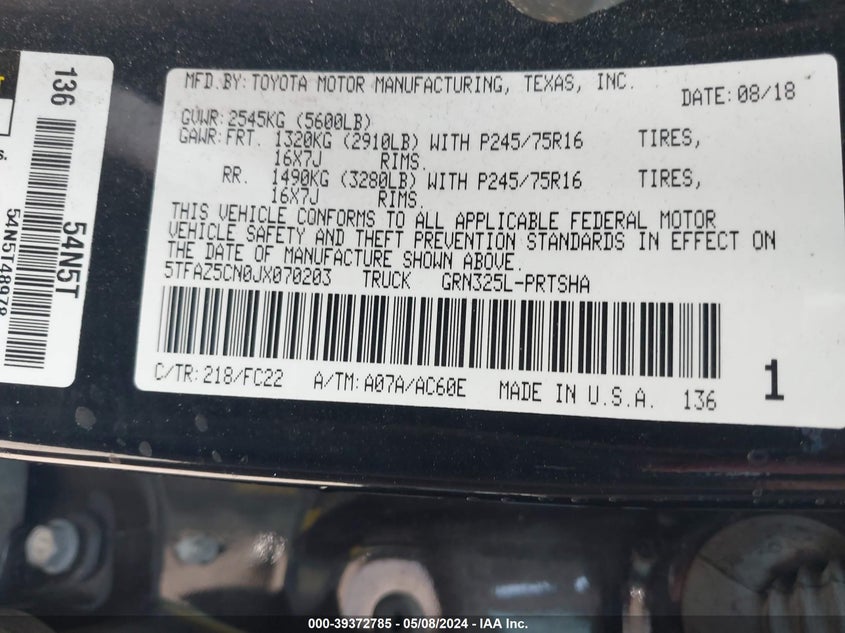 136
54N5T
54N5T48978
MFD.BY:TOYOTA MOTOR MANUFACTURING, TEXAS, INC.
DATE:08/18
GVWR:2545KG (5600LB)
GAWR:FRT. 1320KG (2910LB) WITH P245/75R16 TIRES,
16X7J RIMS.
RR. 1490KG (3280LB) WITH P245/75R16 TIRES,
16X7J RIMS.
THIS VEHICLE CONFORMS TO ALL APPLICABLE FEDERAL MOTOR
VEHICLE SAFETY AND THEFT PREVENTION STANDARDS IN EFFECT ON
THE DATE OF MANUFACTURE SHOWN ABOVE.
5TFAZ5CN0JX070203 TRUCK GRN325L-PRTSHA
C/TR:218/FC22 A/TM:A07A/AC60E MADE IN U.S.A. 136
1
000-39372785 - 05/08/2024 - IAA Inc.